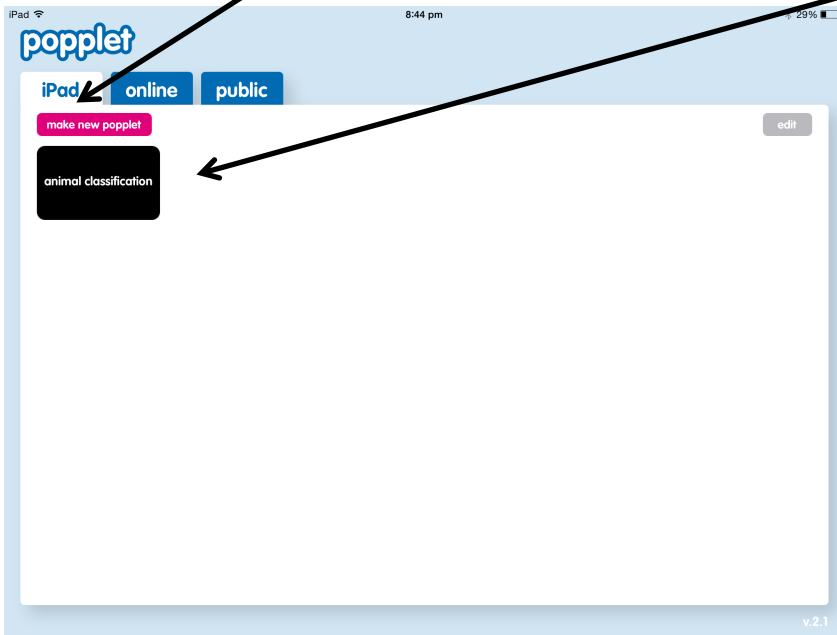 iPad 8:44 pm 29%
popplet
iPad online public
make new popplet edit
animal classification
v.2.1